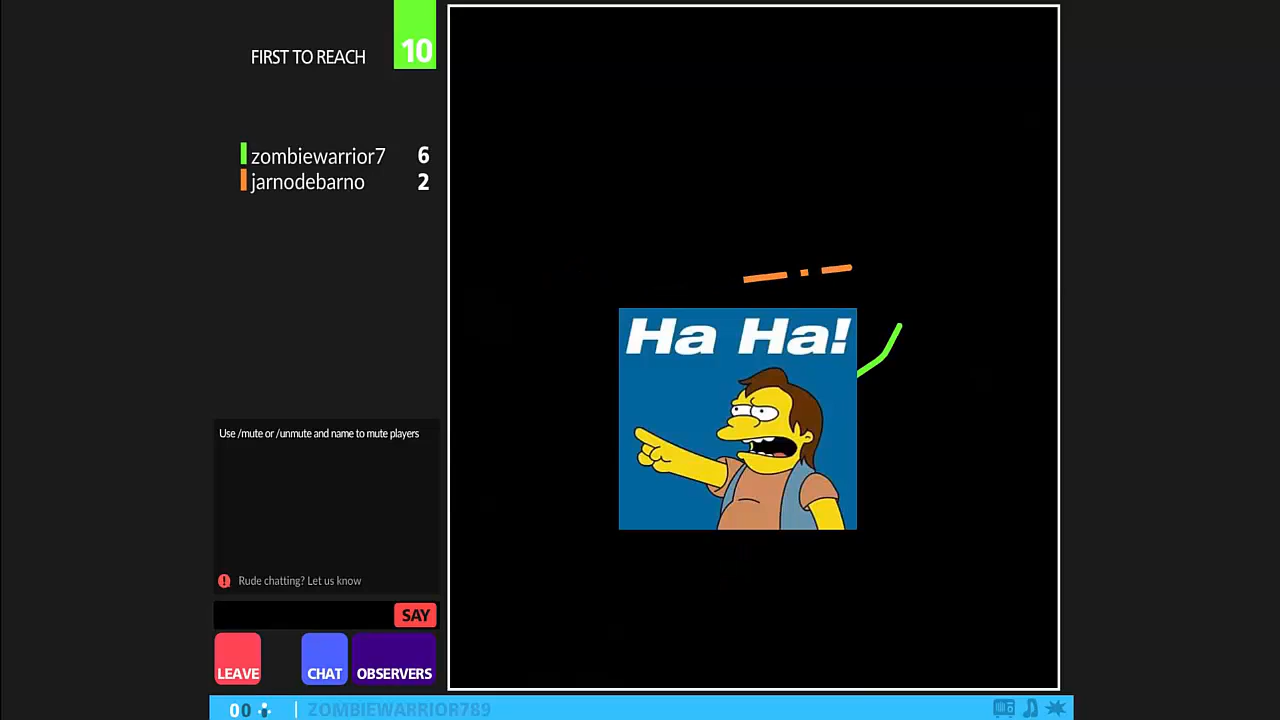 FIRST TO REACH 10
zombiewarrior7 6
jarnodebarno 2
Ha Ha!
Use /mute or /unmute and name to mute players
Rude chatting? Let us know
SAY
LEAVE CHAT OBSERVERS
00 ZOMBIEWARRIOR789